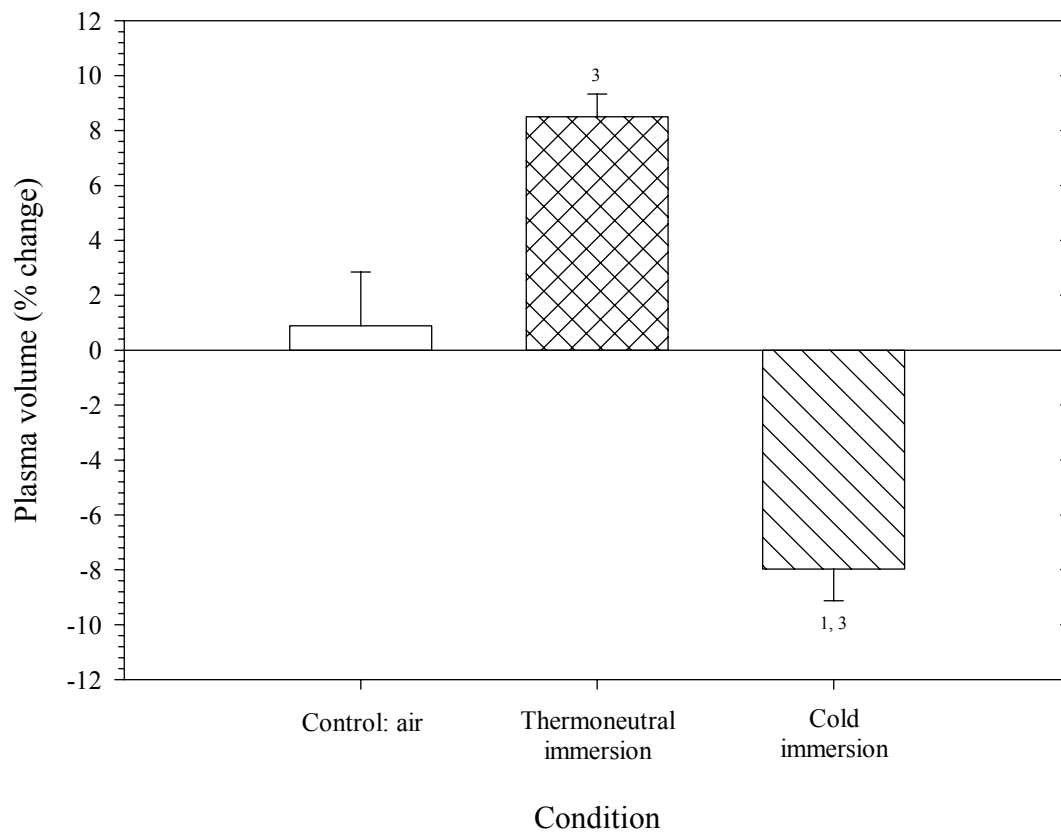 12
10
8
6
4
2
0
-2
-4
-6
-8
-10
-12
Plasma volume (% change)
3
1, 3
Control: air
Thermoneutral
immersion
Cold
immersion
Condition